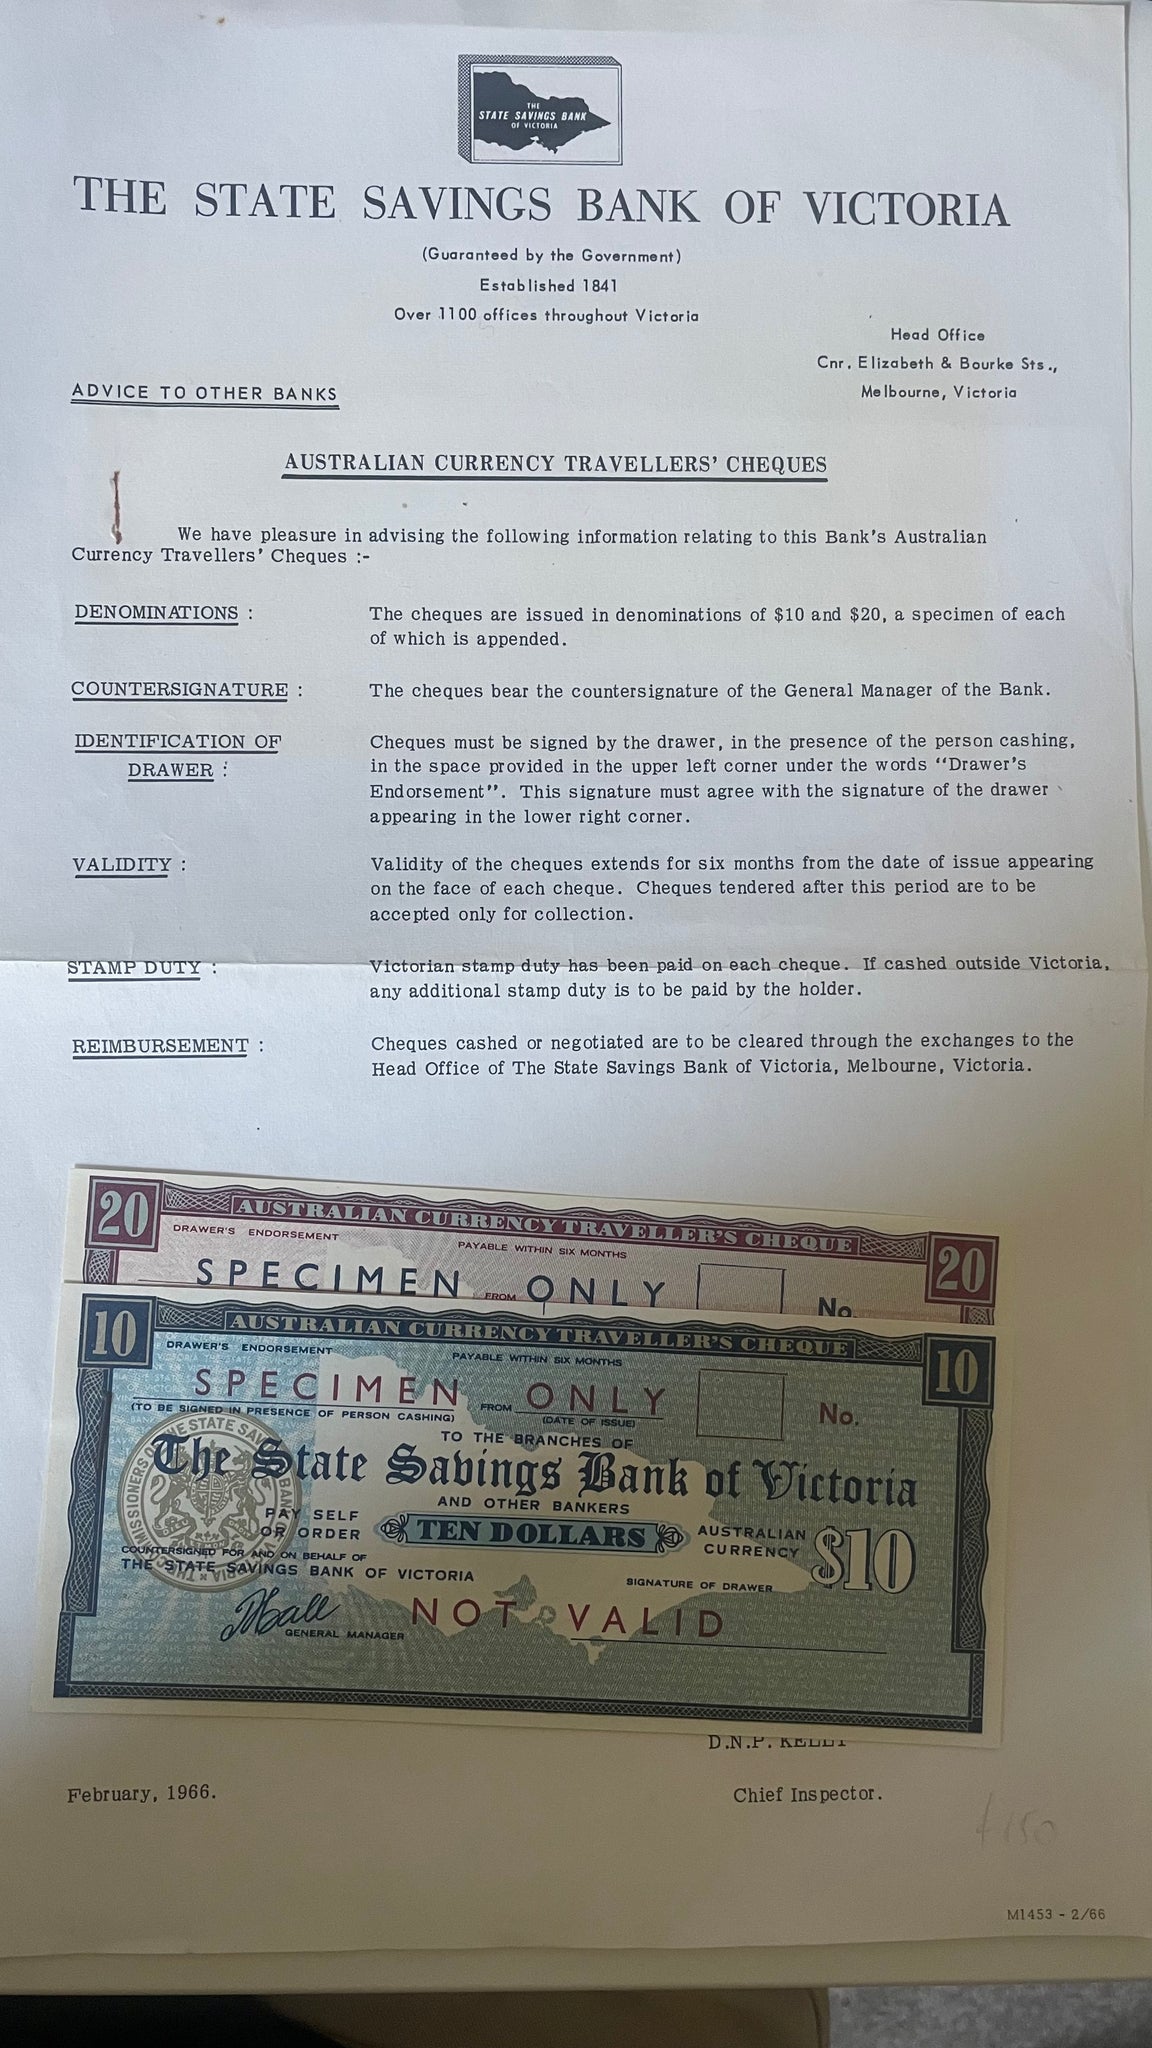 THE
STATE SAVINGS BANK
OF VICTORIA
THE STATE SAVINGS BANK OF VICTORIA
(Guaranteed by the Government)
Established 1841
Over 1100 offices throughout Victoria
Head Office
Cnr. Elizabeth & Bourke Sts.,
Melbourne, Victoria
ADVICE TO OTHER BANKS
AUSTRALIAN CURRENCY TRAVELLERS' CHEQUES
We have pleasure in advising the following information relating to this Bank's Australian
Currency Travellers' Cheques :-
DENOMINATIONS : The cheques are issued in denominations of $10 and $20, a specimen of each
of which is appended.
COUNTERSIGNATURE : The cheques bear the countersignature of the General Manager of the Bank.
IDENTIFICATION OF Cheques must be signed by the drawer, in the presence of the person cashing,
DRAWER : in the space provided in the upper left corner under the words "Drawer's
Endorsement". This signature must agree with the signature of the drawer
appearing in the lower right corner.
VALIDITY : Validity of the cheques extends for six months from the date of issue appearing
on the face of each cheque. Cheques tendered after this period are to be
accepted only for collection.
STAMP DUTY : Victorian stamp duty has been paid on each cheque. If cashed outside Victoria,
any additional stamp duty is to be paid by the holder.
REIMBURSEMENT : Cheques cashed or negotiated are to be cleared through the exchanges to the
Head Office of The State Savings Bank of Victoria, Melbourne, Victoria.
20 AUSTRALIAN CURRENCY TRAVELLER'S CHEQUE 20
DRAWER'S ENDORSEMENT PAYABLE WITHIN SIX MONTHS
SPECIMEN FROM ONLY No.
10 AUSTRALIAN CURRENCY TRAVELLER'S CHEQUE 10
DRAWER'S ENDORSEMENT PAYABLE WITHIN SIX MONTHS
SPECIMEN FROM ONLY No.
(TO BE SIGNED IN PRESENCE OF PERSON CASHING) (DATE OF ISSUE)
TO THE BRANCHES OF
The State Savings Bank of Victoria
AND OTHER BANKERS
PAY SELF
OR ORDER TEN DOLLARS AUSTRALIAN
CURRENCY $10
COUNTERSIGNED FOR AND ON BEHALF OF
THE STATE SAVINGS BANK OF VICTORIA SIGNATURE OF DRAWER
NOT VALID
GENERAL MANAGER
D.N.P. KELLY
February, 1966. Chief Inspector.
M1453 - 2/66